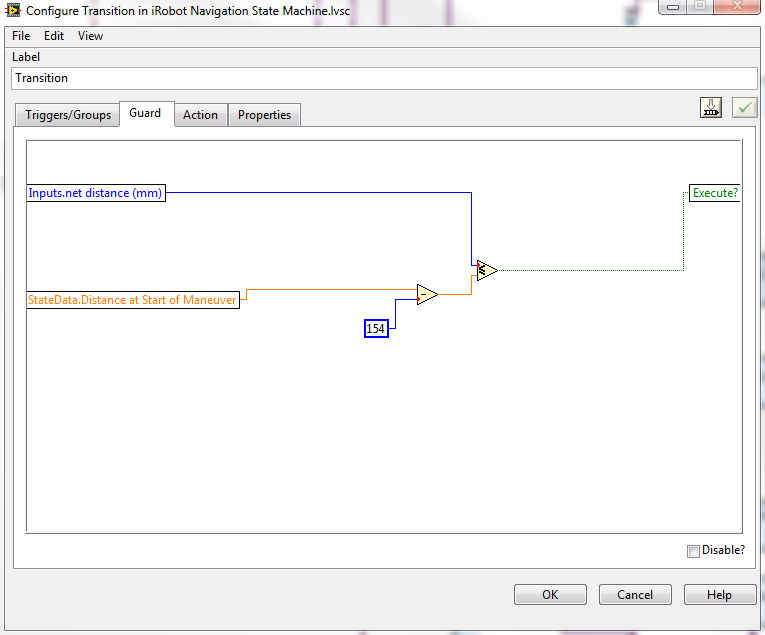 Configure Transition in iRobot Navigation State Machine.lvsc
File Edit View
Label
Transition
Triggers/Groups Guard Action Properties
Inputs.net distance (mm)
Execute?
StateData.Distance at Start of Maneuver
154
Disable?
OK Cancel Help